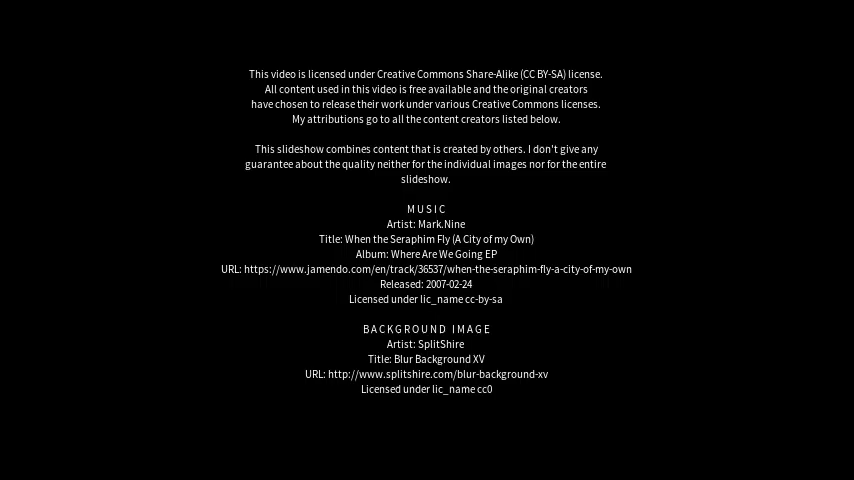 This video is licensed under Creative Commons Share-Alike (CC BY-SA) license.
All content used in this video is free available and the original creators
have chosen to release their work under various Creative Commons licenses.
My attributions go to all the content creators listed below.
This slideshow combines content that is created by others. I don't give any
guarantee about the quality neither for the individual images nor for the entire
slideshow.
MUSIC
Artist: Mark.Nine
Title: When the Seraphim Fly (A City of my Own)
Album: Where Are We Going EP
URL: https://www.jamendo.com/en/track/36537/when-the-seraphim-fly-a-city-of-my-own
Released: 2007-02-24
Licensed under lic_name cc-by-sa
BACKGROUND IMAGE
Artist: SplitShire
Title: Blur Background XV
URL: http://www.splitshire.com/blur-background-xv
Licensed under lic_name cc0